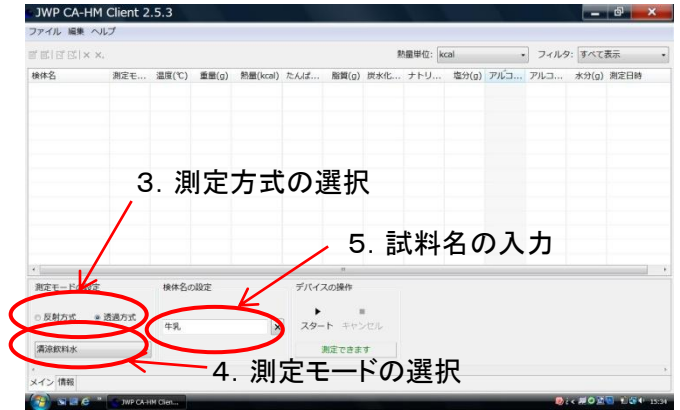 JWP CA-HM Client 2.5.3
ファイル 編集 ヘルプ
熱量単位: kcal フィルタ: すべて表示
検体名 測定モ... 温度(℃) 重量(g) 熱量(kcal) たんぱ... 脂質(g) 炭水化... ナトリ... 塩分(g) アルコ... アルコ... 水分(g) 測定日時
3．測定方式の選択
5．試料名の入力
測定モードの設定 検体名の設定 デバイスの操作
反射方式 透過方式
牛乳
スタート キャンセル
清涼飲料水
測定できます
4．測定モードの選択
メイン 情報
JWP CA-HM Clien...
15:34